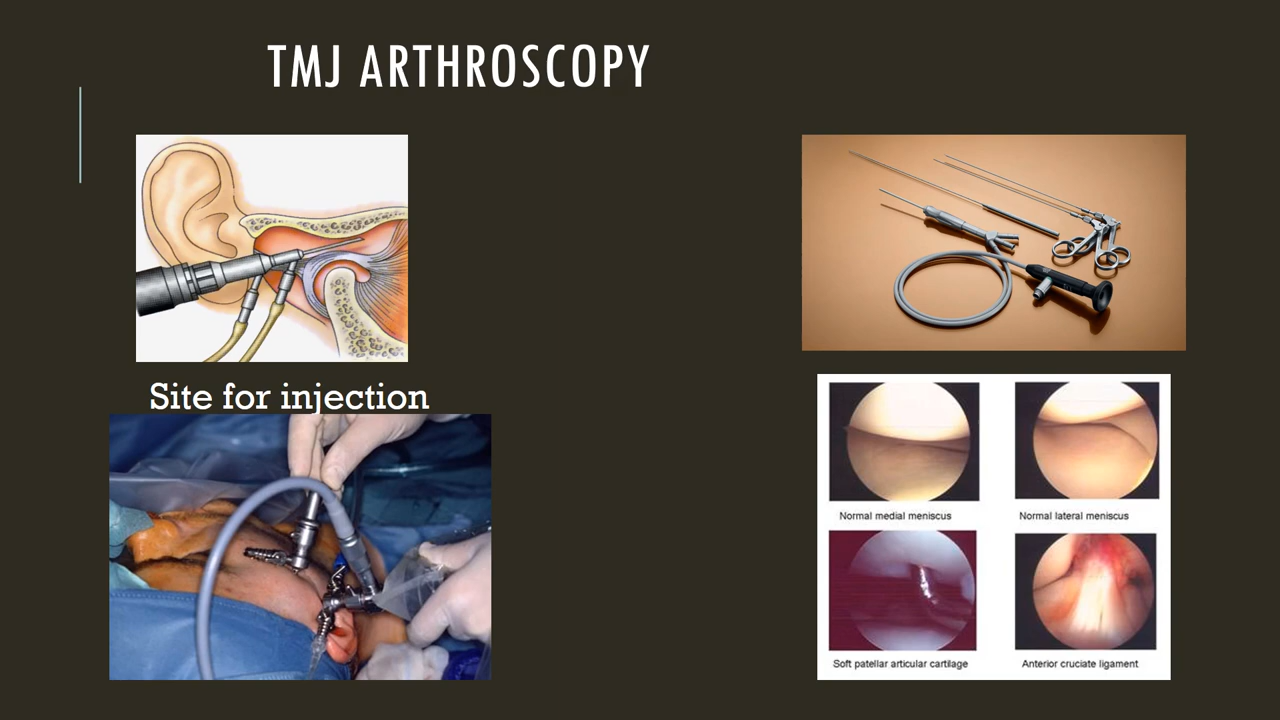 TMJ ARTHROSCOPY
Site for injection
Normal medial meniscus
Normal lateral meniscus
Soft patellar articular cartilage
Anterior cruciate ligament